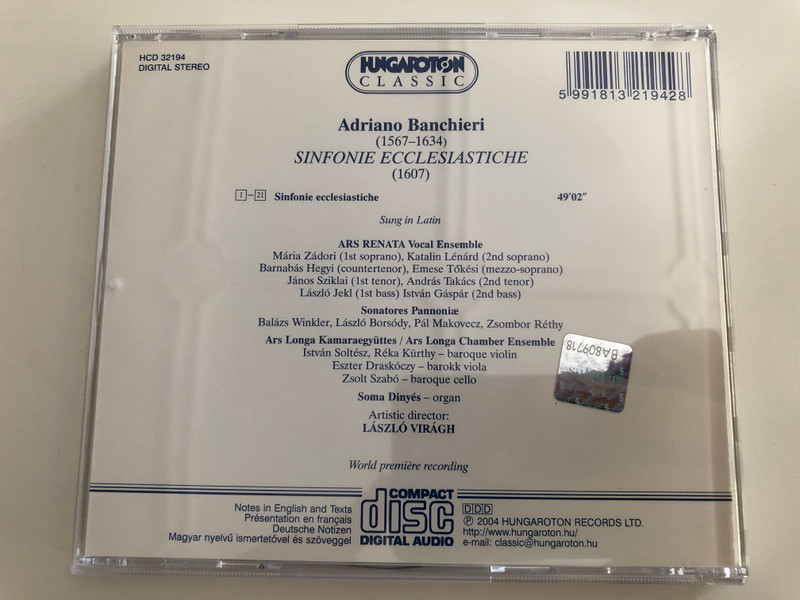 HCD 32194
DIGITAL STEREO
HUNGAROTON
CLASSIC
5 991813 219428
Adriano Banchieri
(1567–1634)
SINFONIE ECCLESIASTICHE
(1607)
1–21 Sinfonie ecclesiastiche 49'02"
Sung in Latin
ARS RENATA Vocal Ensemble
Mária Zádori (1st soprano), Katalin Lénárd (2nd soprano)
Barnabás Hegyi (countertenor), Emese Tőkési (mezzo-soprano)
János Sziklai (1st tenor), András Takács (2nd tenor)
László Jekl (1st bass) István Gáspár (2nd bass)
Sonatores Pannoniæ
Balázs Winkler, László Borsódy, Pál Makovecz, Zsombor Réthy
Ars Longa Kamaraegyüttes / Ars Longa Chamber Ensemble
István Soltész, Réka Kürthy – baroque violin
Eszter Draskóczy – barokk viola
Zsolt Szabó – baroque cello
BA809718
Soma Dinyés – organ
Artistic director:
LÁSZLÓ VIRÁGH
World première recording
Notes in English and Texts
Présentation en français
Deutsche Notizen
Magyar nyelvű ismertetővel és szöveggel
COMPACT
disc
DIGITAL AUDIO
DDD
℗ 2004 HUNGAROTON RECORDS LTD.
http://www.hungaroton.hu/
e-mail: classic@hungaroton.hu